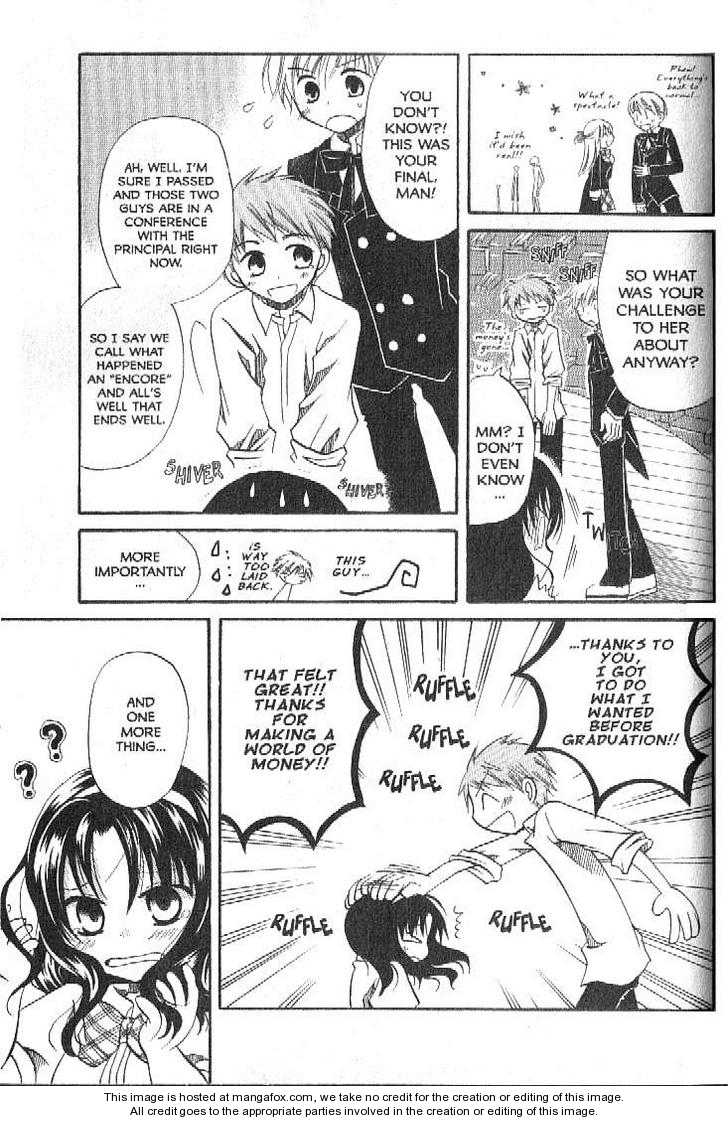 Phew!
Everything's
back to
normal...
What a
spectacle!
I wish
it'd been
real!!!
SNIFF
SNIFF
SO WHAT
WAS YOUR
CHALLENGE
TO HER
ABOUT
ANYWAY?
The
money's
gone...
MM? I
DON'T
EVEN
KNOW
...
TWITCH
YOU
DON'T
KNOW?!
THIS WAS
YOUR
FINAL,
MAN!
AH, WELL, I'M
SURE I PASSED
AND THOSE TWO
GUYS ARE IN A
CONFERENCE
WITH THE
PRINCIPAL RIGHT
NOW.
SO I SAY WE
CALL WHAT
HAPPENED
AN "ENCORE"
AND ALL'S
WELL THAT
ENDS WELL.
SHIVER
SHIVER
THIS
GUY...
IS
WAY
TOO
LAID
BACK.
MORE
IMPORTANTLY
...
...THANKS TO
YOU,
I GOT
TO DO
WHAT I
WANTED
BEFORE
GRADUATION!!
RUFFLE
RUFFLE
RUFFLE
THAT FELT
GREAT!!
THANKS
FOR
MAKING A
WORLD OF
MONEY!!
RUFFLE
RUFFLE
AND
ONE
MORE
THING...
? ?
This image is hosted at mangafox.com, we take no credit for the creation or editing of this image.
All credit goes to the appropriate parties involved in the creation or editing of this image.